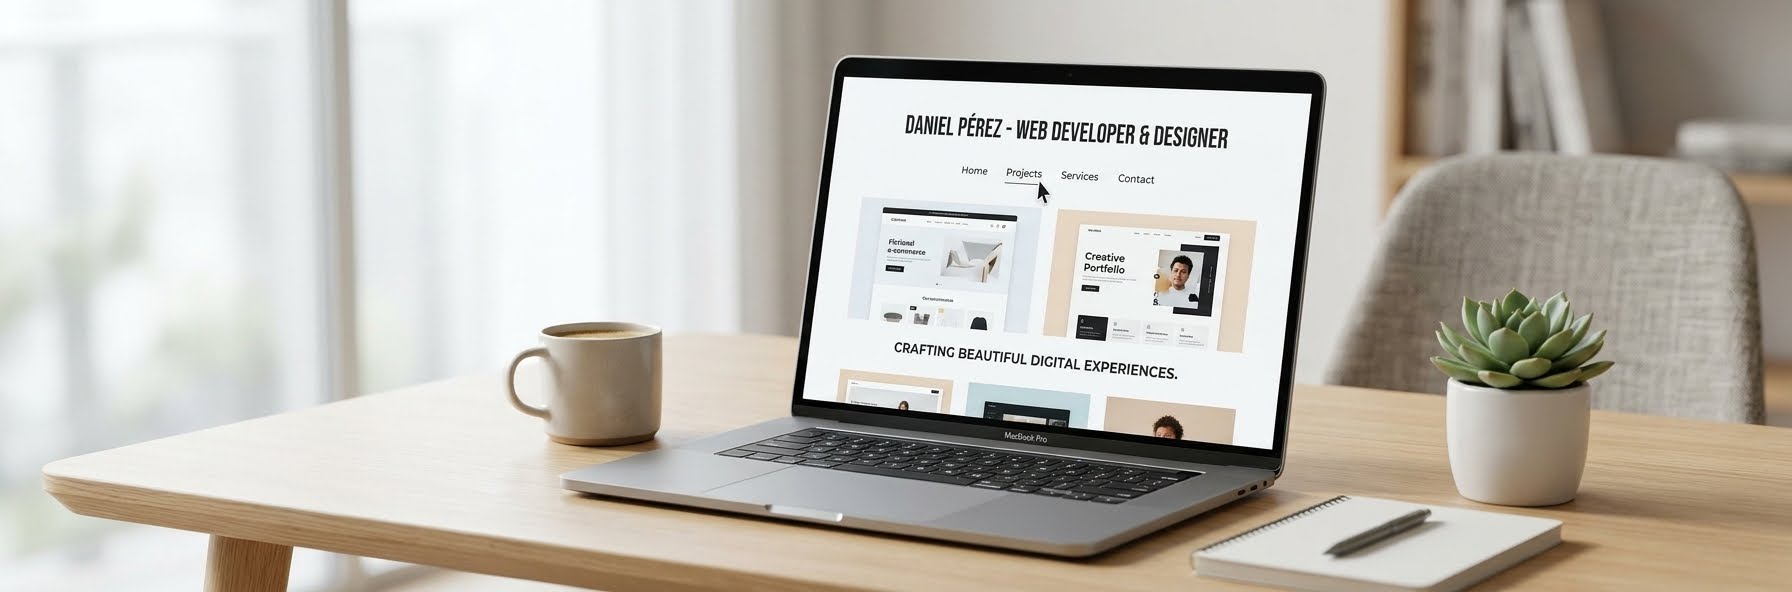 DANIEL PÉREZ - WEB DEVELOPER & DESIGNER
Home Projects Services Contact
Fictional
e-commerce
Creative
Portfello
CRAFTING BEAUTIFUL DIGITAL EXPERIENCES.
MacBook Pro